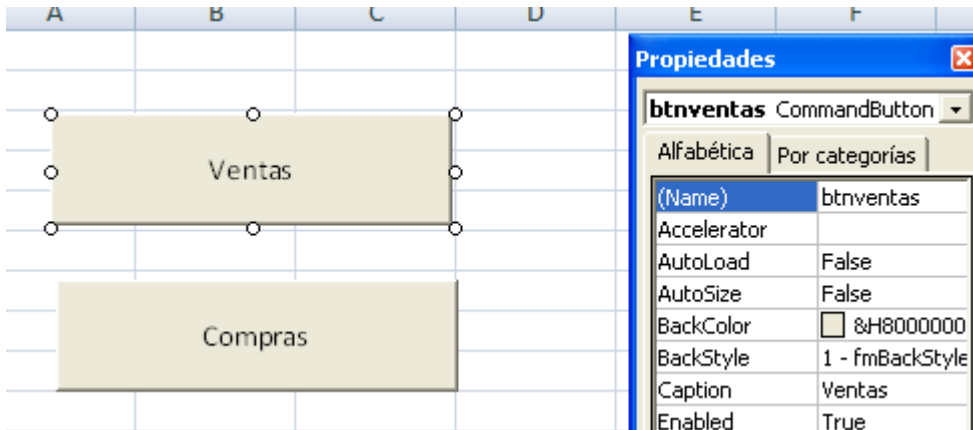 A B C D E F
Propiedades
btnventas CommandButton
Alfabética Por categorías
Ventas
(Name) btnventas
Accelerator
AutoLoad False
AutoSize False
BackColor &H8000000
Compras
BackStyle 1 - fmBackStyle
Caption Ventas
Enabled True